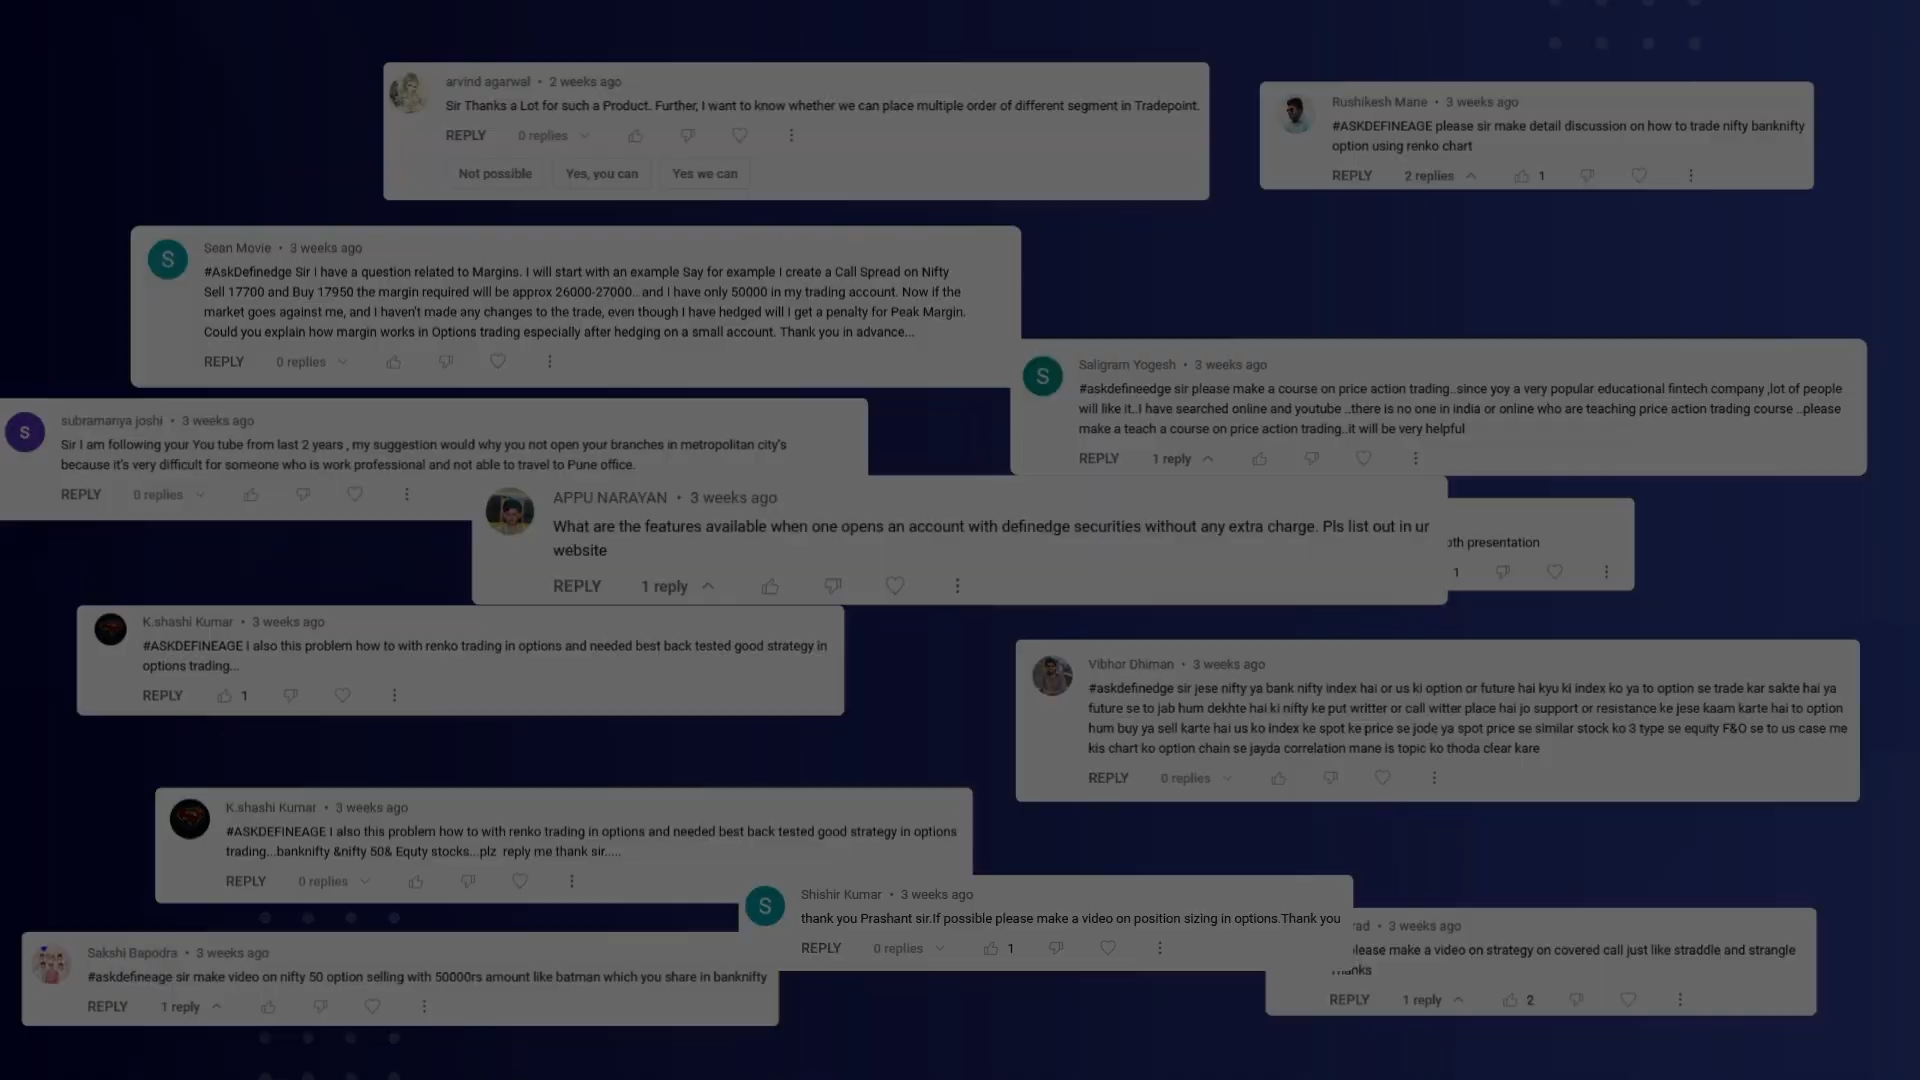 arvind agarwal • 2 weeks ago
Sir Thanks a Lot for such a Product. Further, I want to know whether we can place multiple order of different segment in Tradepoint.
REPLY 0 replies
Not possible Yes, you can Yes we can
Rushikesh Mane • 3 weeks ago
#ASKDEFINEAGE please sir make detail discussion on how to trade nifty banknifty
option using renko chart
REPLY 2 replies 1
S
Sean Movie • 3 weeks ago
#AskDefinedge Sir I have a question related to Margins. I will start with an example Say for example I create a Call Spread on Nifty
Sell 17700 and Buy 17950 the margin required will be approx 26000-27000.. and I have only 50000 in my trading account. Now if the
market goes against me, and I haven't made any changes to the trade, even though I have hedged will I get a penalty for Peak Margin.
Could you explain how margin works in Options trading especially after hedging on a small account. Thank you in advance...
REPLY 0 replies
S
Saligram Yogesh • 3 weeks ago
#askdefineedge sir please make a course on price action trading..since yoy a very popular educational fintech company ,lot of people
will like it..I have searched online and youtube ..there is no one in india or online who are teaching price action trading course ..please
make a teach a course on price action trading..it will be very helpful
REPLY 1 reply
S
subramanya joshi • 3 weeks ago
Sir I am following your You tube from last 2 years , my suggestion would why you not open your branches in metropolitan city's
because it's very difficult for someone who is work professional and not able to travel to Pune office.
REPLY 0 replies
APPU NARAYAN • 3 weeks ago
What are the features available when one opens an account with definedge securities without any extra charge. Pls list out in ur
website
REPLY 1 reply
presentation
1
K.shashi Kumar • 3 weeks ago
#ASKDEFINEAGE I also this problem how to with renko trading in options and needed best back tested good strategy in
options trading...
REPLY 1
Vibhor Dhiman • 3 weeks ago
#askdefinedge sir jese nifty ya bank nifty index hai or us ki option or future hai kyu ki index ko ya to option se trade kar sakte hai ya
future se to jab hum dekhte hai ki nifty ke put writter or call witter place hai jo support or resistance ke jese kaam karte hai to option
hum buy ya sell karte hai us ko index ke spot ke price se jode ya spot price se similar stock ko 3 type se equity F&O se to us case me
kis chart ko option chain se jayda correlation mane is topic ko thoda clear kare
REPLY 0 replies
K.shashi Kumar • 3 weeks ago
#ASKDEFINEAGE I also this problem how to with renko trading in options and needed best back tested good strategy in options
trading...banknifty &nifty 50& Equty stocks...plz reply me thank sir.....
REPLY 0 replies
S
Shishir Kumar • 3 weeks ago
thank you Prashant sir.If possible please make a video on position sizing in options.Thank you
REPLY 0 replies 1
rad • 3 weeks ago
please make a video on strategy on covered call just like straddle and strangle
REPLY 1 reply 2
Sakshi Bapodra • 3 weeks ago
#askdefineage sir make video on nifty 50 option selling with 50000rs amount like batman which you share in banknifty
REPLY 1 reply